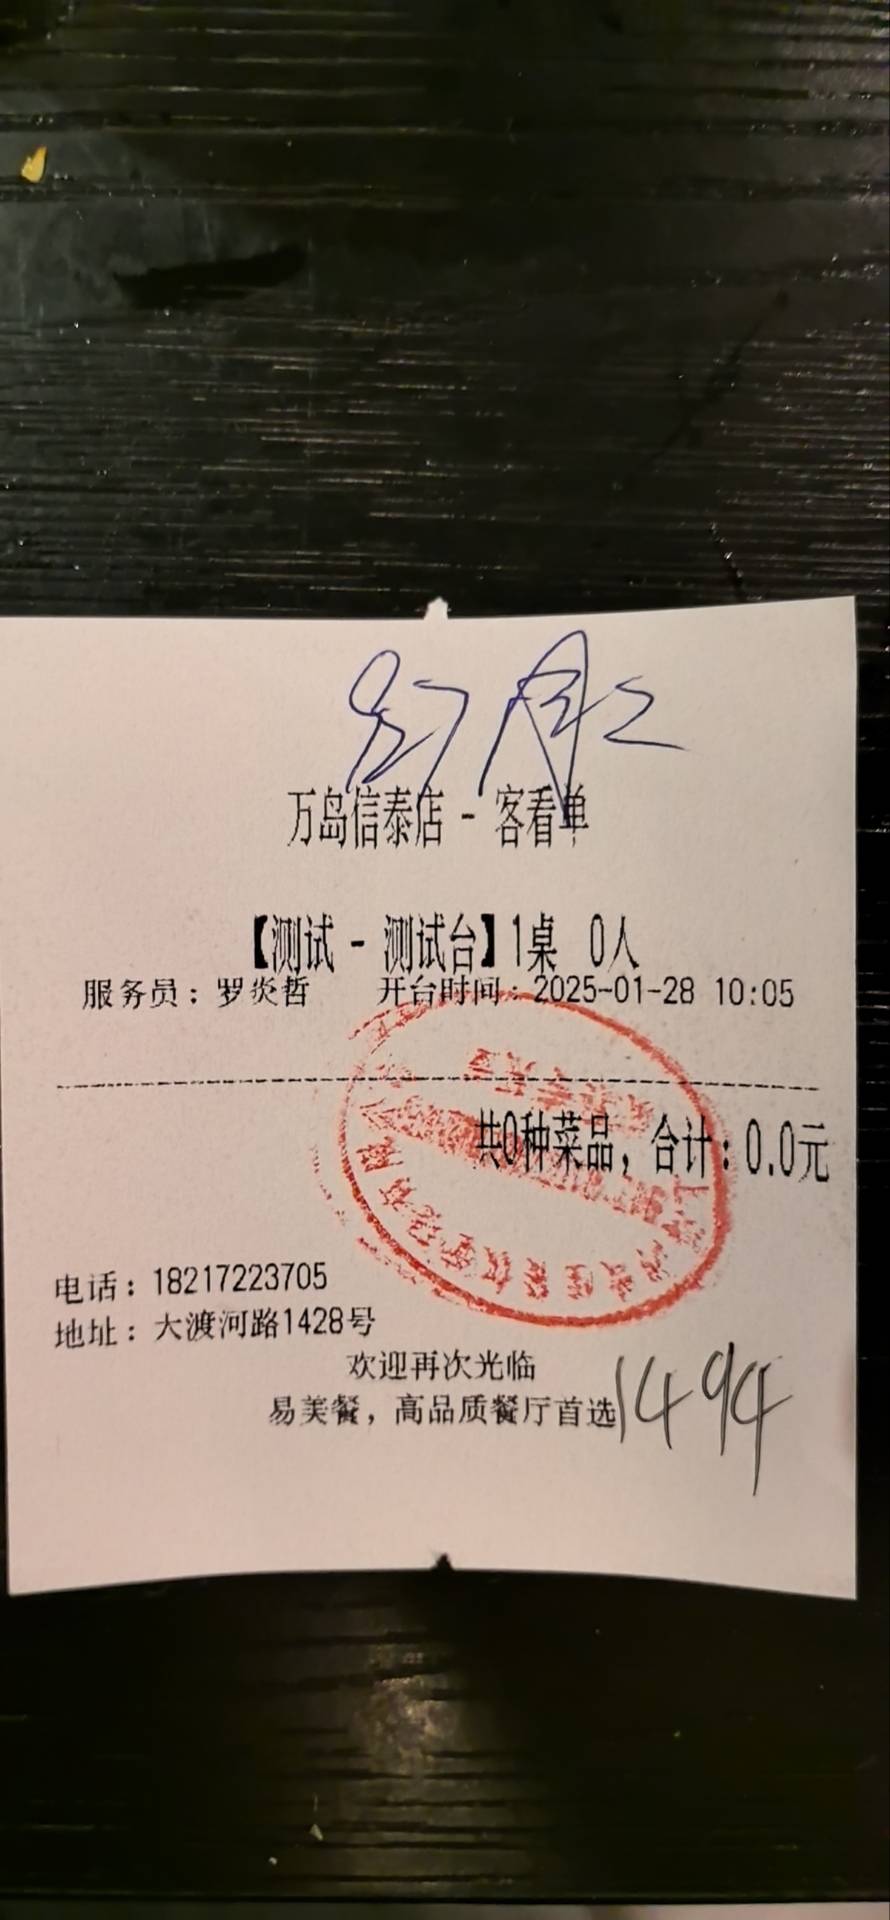 万岛信泰店 - 客看单
【测试 - 测试台】1桌 0人
服务员：罗炎哲 开台时间：2025-01-28 10:05
共0种菜品，合计：0.0元
电话：18217223705
地址：大渡河路1428号
欢迎再次光临
易美餐，高品质餐厅首选
1494